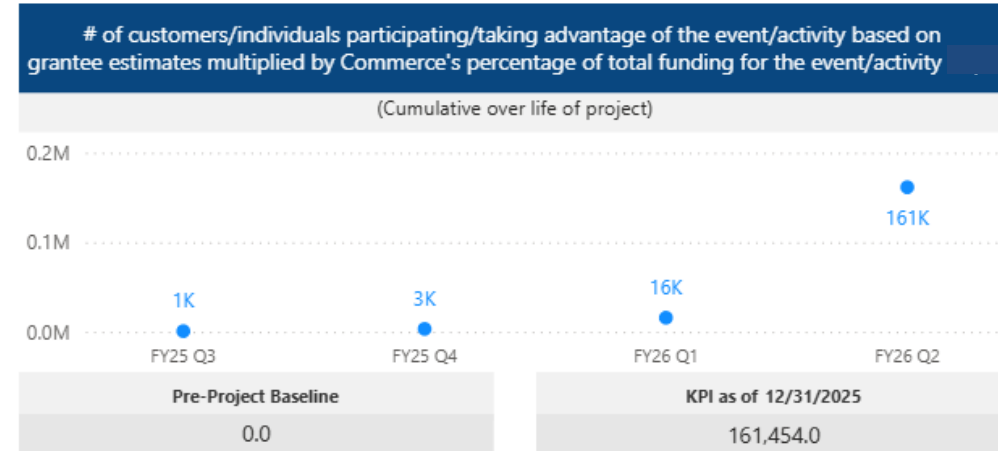 # of customers/individuals participating/taking advantage of the event/activity based on
grantee estimates multiplied by Commerce's percentage of total funding for the event/activity
(Cumulative over life of project)
0.2M
161K
0.1M
1K
3K
16K
0.0M
FY25 Q3
FY25 Q4
FY26 Q1
FY26 Q2
Pre-Project Baseline
KPI as of 12/31/2025
0.0
161,454.0